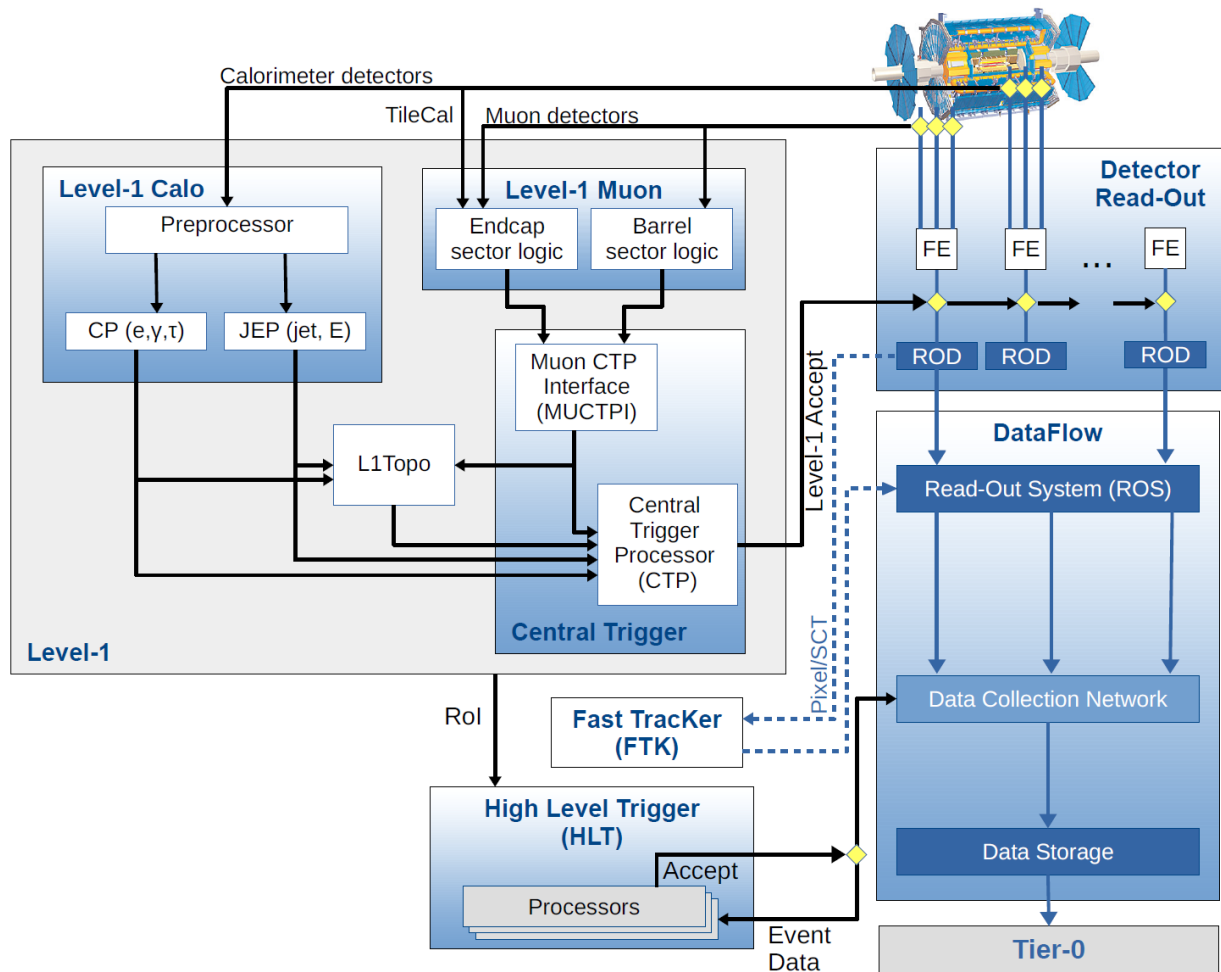 Calorimeter detectors
TileCal
Muon detectors
Level-1 Calo
Preprocessor
CP (e,γ,τ)
JEP (jet, E)
Level-1 Muon
Endcap
sector logic
Barrel
sector logic
Muon CTP
Interface
(MUCTPI)
L1Topo
Central
Trigger
Processor
(CTP)
Central Trigger
Level-1
Level-1 Accept
Detector
Read-Out
FE
FE
...
FE
ROD
ROD
ROD
DataFlow
Read-Out System (ROS)
Pixel/SCT
Data Collection Network
RoI
Fast TracKer
(FTK)
High Level Trigger
(HLT)
Accept
Processors
Event
Data
Data Storage
Tier-0